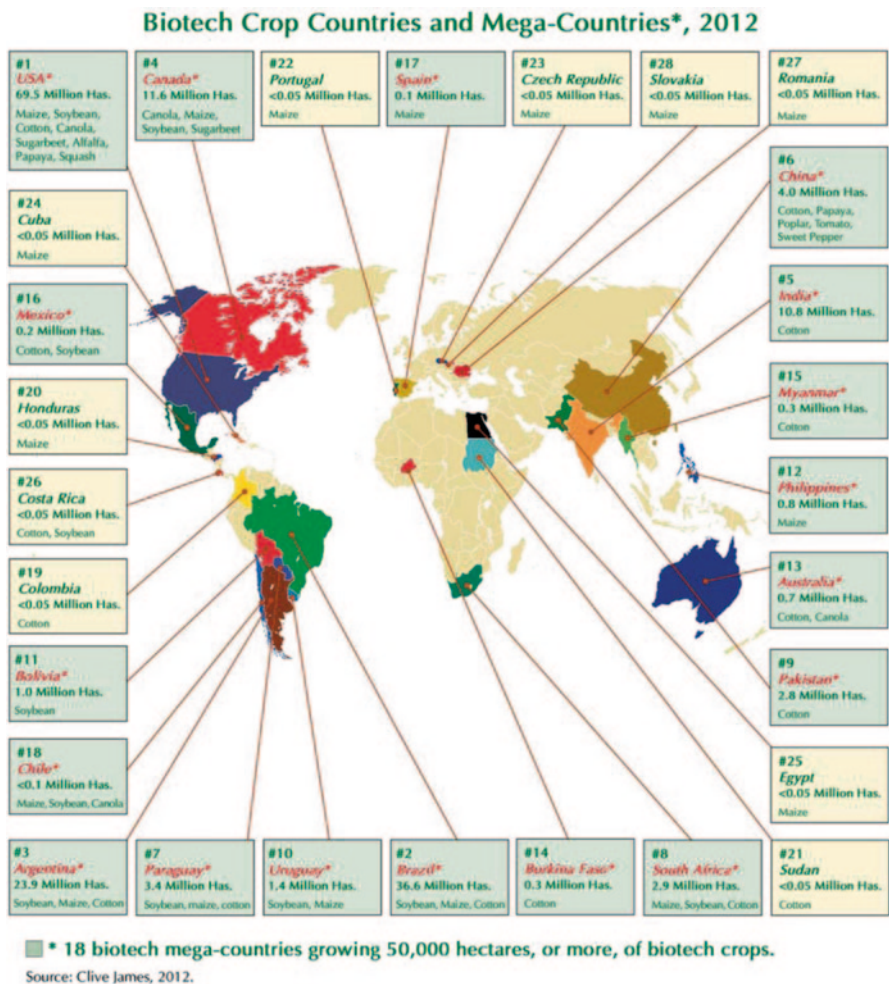 Biotech Crop Countries and Mega-Countries*, 2012
#1
USA*
69.5 Million Has.
Maize, Soybean,
Cotton, Canola,
Sugarbeet, Alfalfa,
Papaya, Squash
#4
Canada*
11.6 Million Has.
Canola, Maize,
Soybean, Sugarbeet
#22
Portugal
<0.05 Million Has.
Maize
#17
Spain*
0.1 Million Has.
Maize
#23
Czech Republic
<0.05 Million Has.
Maize
#28
Slovakia
<0.05 Million Has.
Maize
#27
Romania
<0.05 Million Has.
Maize
#24
Cuba
<0.05 Million Has.
Maize
#16
Mexico*
0.2 Million Has.
Cotton, Soybean
#20
Honduras
<0.05 Million Has.
Maize
#26
Costa Rica
<0.05 Million Has.
Cotton, Soybean
#19
Colombia
<0.05 Million Has.
Cotton
#11
Bolivia*
1.0 Million Has.
Soybean
#18
Chile*
<0.1 Million Has.
Maize, Soybean, Canola
#6
China*
4.0 Million Has.
Cotton, Papaya,
Poplar, Tomato,
Sweet Pepper
#5
India*
10.8 Million Has.
Cotton
#15
Myanmar*
0.3 Million Has.
Cotton
#12
Philippines*
0.8 Million Has.
Maize
#13
Australia*
0.7 Million Has.
Cotton, Canola
#9
Pakistan*
2.8 Million Has.
Cotton
#25
Egypt
<0.05 Million Has.
Maize
#3
Argentina*
23.9 Million Has.
Soybean, Maize, Cotton
#7
Paraguay*
3.4 Million Has.
Soybean, maize, cotton
#10
Uruguay*
1.4 Million Has.
Soybean, Maize
#2
Brazil*
36.6 Million Has.
Soybean, Maize, Cotton
#14
Burkina Faso*
0.3 Million Has.
Cotton
#8
South Africa*
2.9 Million Has.
Maize, Soybean, Cotton
#21
Sudan
<0.05 Million Has.
Cotton
* 18 biotech mega-countries growing 50,000 hectares, or more, of biotech crops.
Source: Clive James, 2012.